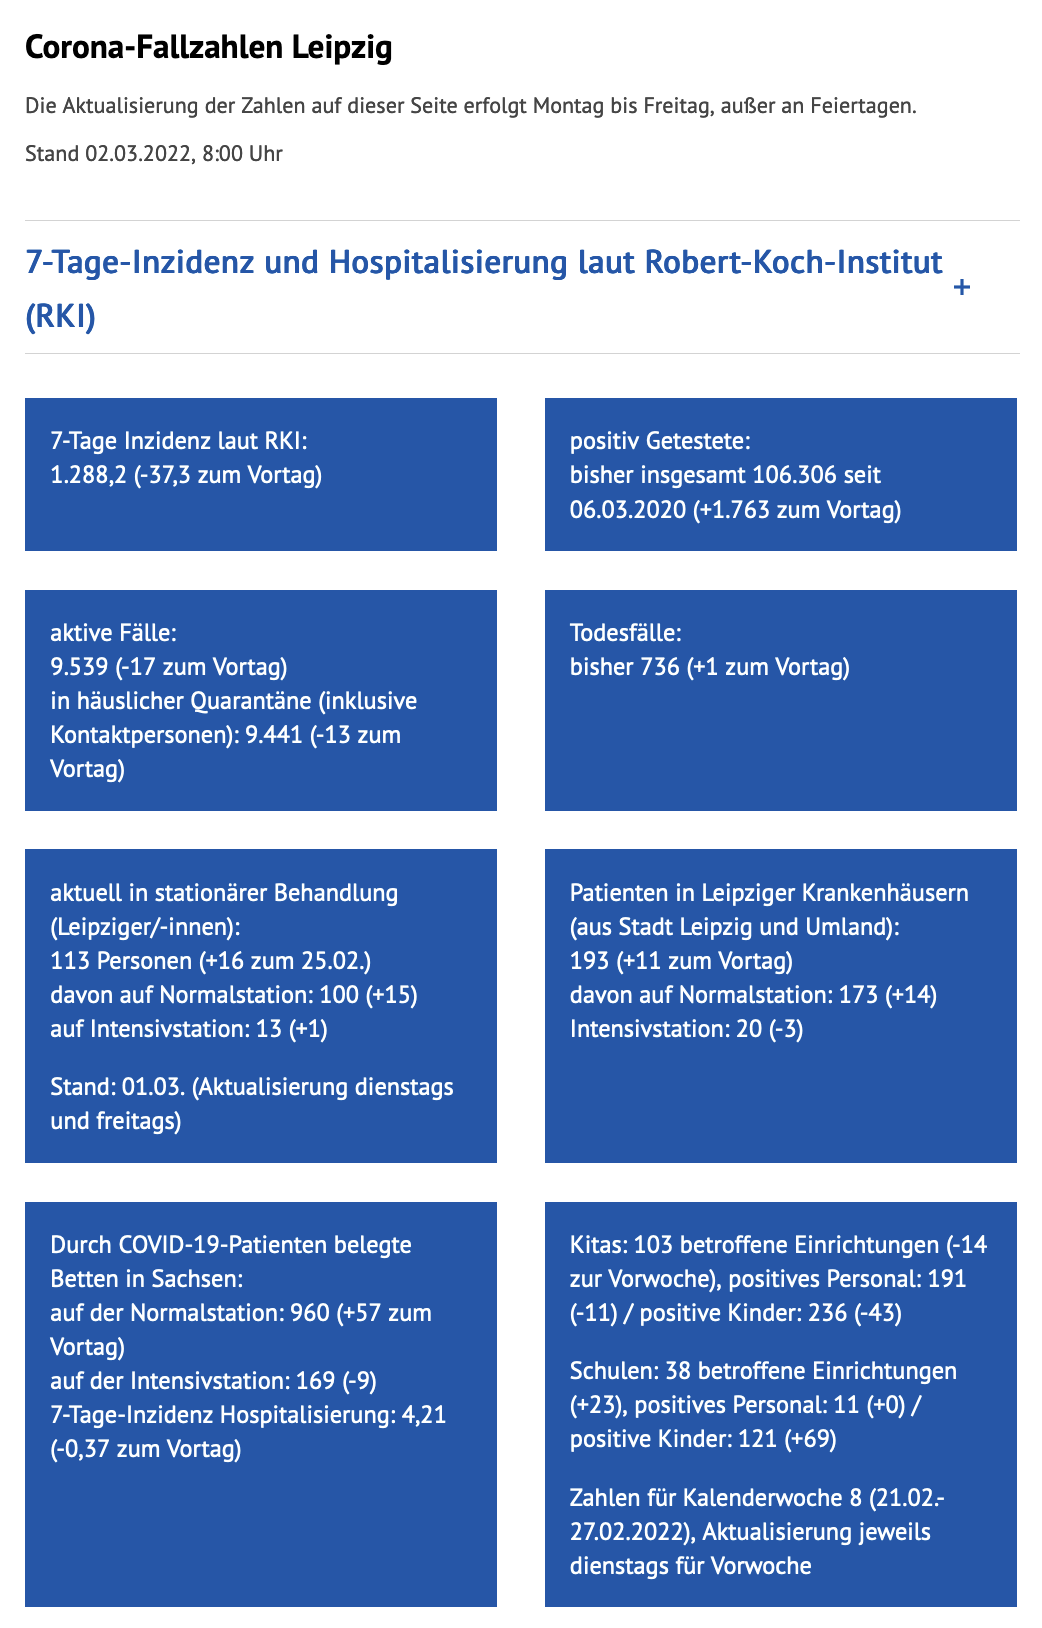 Corona-Fallzahlen Leipzig
Die Aktualisierung der Zahlen auf dieser Seite erfolgt Montag bis Freitag, außer an Feiertagen.
Stand 02.03.2022, 8:00 Uhr
7-Tage-Inzidenz und Hospitalisierung laut Robert-Koch-Institut
(RKI)
+
7-Tage Inzidenz laut RKI:
1.288,2 (-37,3 zum Vortag)
positiv Getestete:
bisher insgesamt 106.306 seit
06.03.2020 (+1.763 zum Vortag)
aktive Fälle:
9.539 (-17 zum Vortag)
in häuslicher Quarantäne (inklusive
Kontaktpersonen): 9.441 (-13 zum
Vortag)
Todesfälle:
bisher 736 (+1 zum Vortag)
aktuell in stationärer Behandlung
(Leipziger/-innen):
113 Personen (+16 zum 25.02.)
davon auf Normalstation: 100 (+15)
auf Intensivstation: 13 (+1)
Stand: 01.03. (Aktualisierung dienstags
und freitags)
Patienten in Leipziger Krankenhäusern
(aus Stadt Leipzig und Umland):
193 (+11 zum Vortag)
davon auf Normalstation: 173 (+14)
Intensivstation: 20 (-3)
Durch COVID-19-Patienten belegte
Betten in Sachsen:
auf der Normalstation: 960 (+57 zum
Vortag)
auf der Intensivstation: 169 (-9)
7-Tage-Inzidenz Hospitalisierung: 4,21
(-0,37 zum Vortag)
Kitas: 103 betroffene Einrichtungen (-14
zur Vorwoche), positives Personal: 191
(-11) / positive Kinder: 236 (-43)
Schulen: 38 betroffene Einrichtungen
(+23), positives Personal: 11 (+0) /
positive Kinder: 121 (+69)
Zahlen für Kalenderwoche 8 (21.02.-
27.02.2022), Aktualisierung jeweils
dienstags für Vorwoche